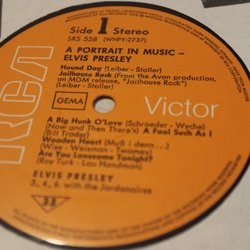 Side 1 Stereo
SRS 558 (WHPY-2737)
A PORTRAIT IN MUSIC –
ELVIS PRESLEY
Hound Dog (Leiber - Stoller)
Jailhouse Rock (From the Avon production,
an MGM release, "Jailhouse Rock")
(Leiber - Stoller)
RCA
GEMA
Victor
A Big Hunk O'Love (Schroeder - Wyche)
(Now and Then There's) A Fool Such As I
(Bill Trader)
Wooden Heart (Muß i denn...)
(Wise - Weisman - Twomey)
Are You Lonesome Tonight?
(Roy Turk - Lou Handman)
ELVIS PRESLEY
3, 4, 6, with the Jordanaires
33